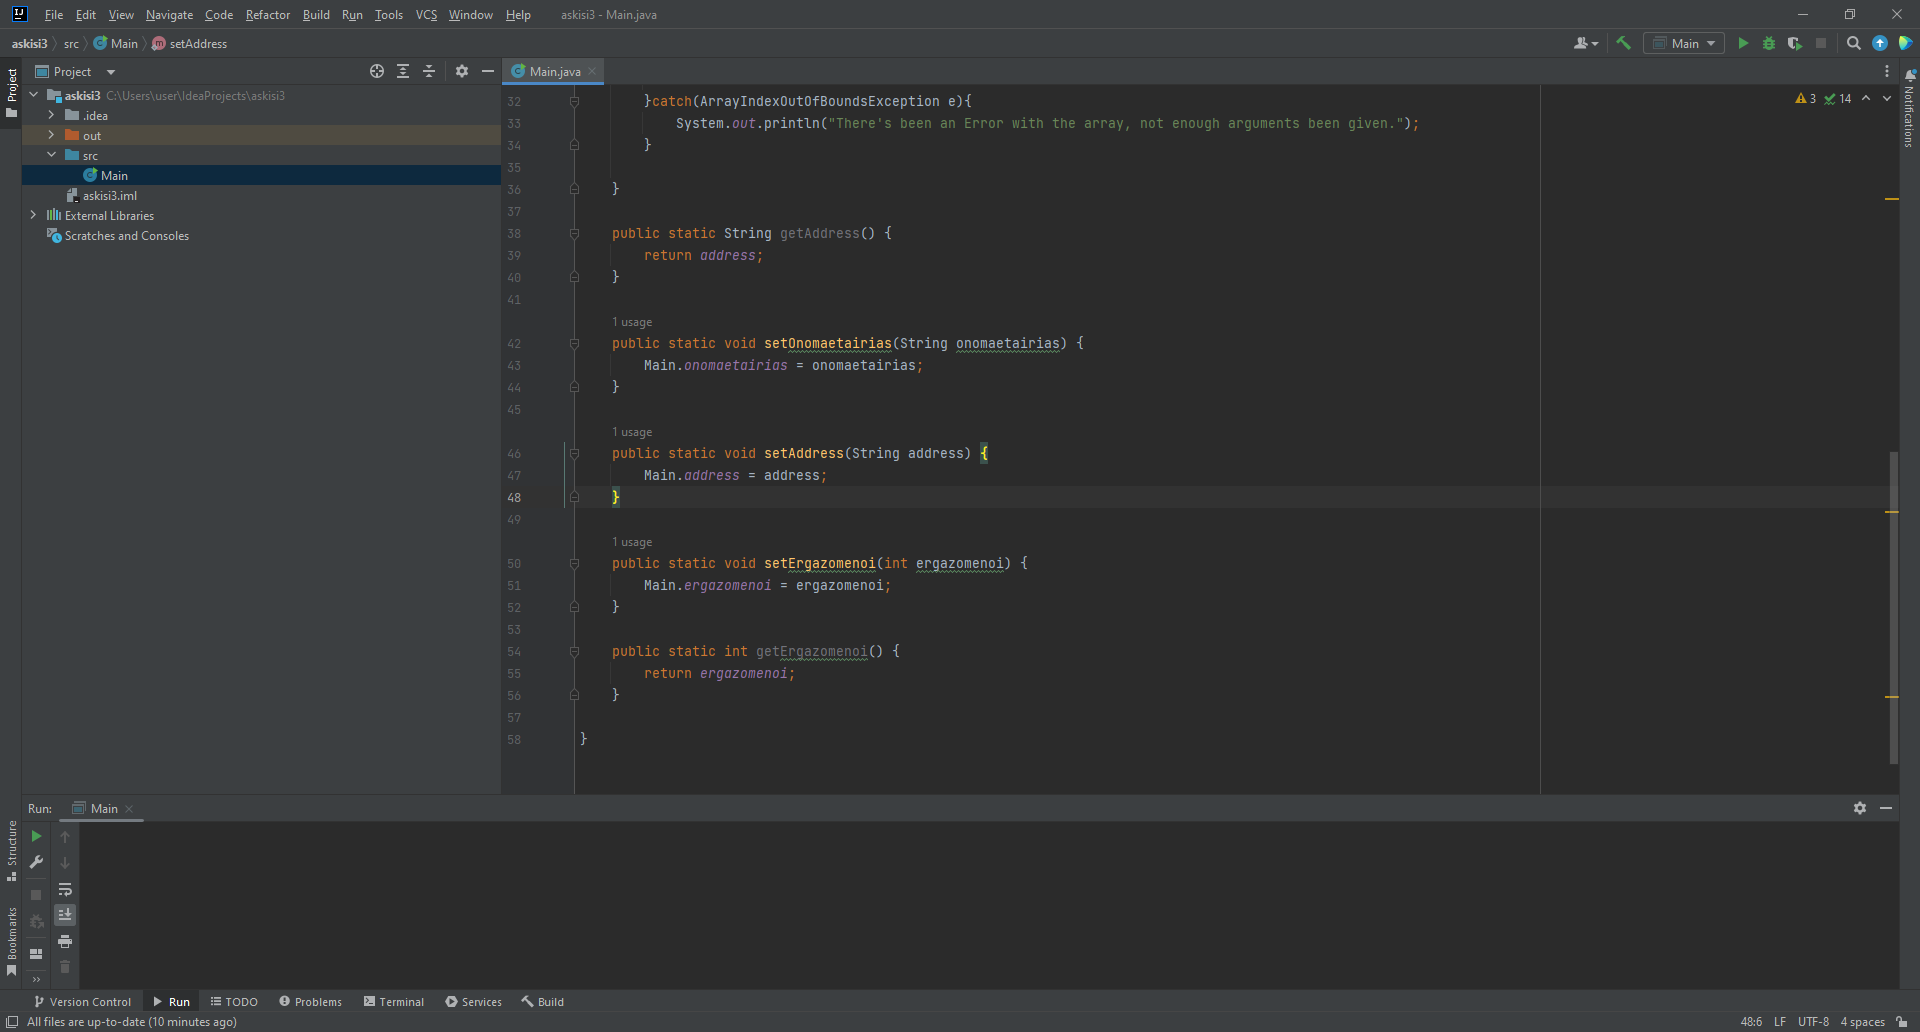 File Edit View Navigate Code Refactor Build Run Tools VCS Window Help askisi3 - Main.java
askisi3 src Main setAddress Main
Project
Main.java
Project
Notifications
askisi3 C:\Users\user\IdeaProjects\askisi3
.idea
out
src
Main
askisi3.iml
External Libraries
Scratches and Consoles
3 14
32 }catch(ArrayIndexOutOfBoundsException e){
33 System.out.println("There's been an Error with the array, not enough arguments been given.");
34 }
35
36 }
37
38 public static String getAddress() {
39 return address;
40 }
41
1 usage
42 public static void setOnomaetairias(String onomaetairias) {
43 Main.onomaetairias = onomaetairias;
44 }
45
1 usage
46 public static void setAddress(String address) {
47 Main.address = address;
48 }
49
1 usage
50 public static void setErgazomenoi(int ergazomenoi) {
51 Main.ergazomenoi = ergazomenoi;
52 }
53
54 public static int getErgazomenoi() {
55 return ergazomenoi;
56 }
57
58 }
Run: Main
Structure
Bookmarks
Version Control Run TODO Problems Terminal Services Build
All files are up-to-date (10 minutes ago) 48:6 LF UTF-8 4 spaces